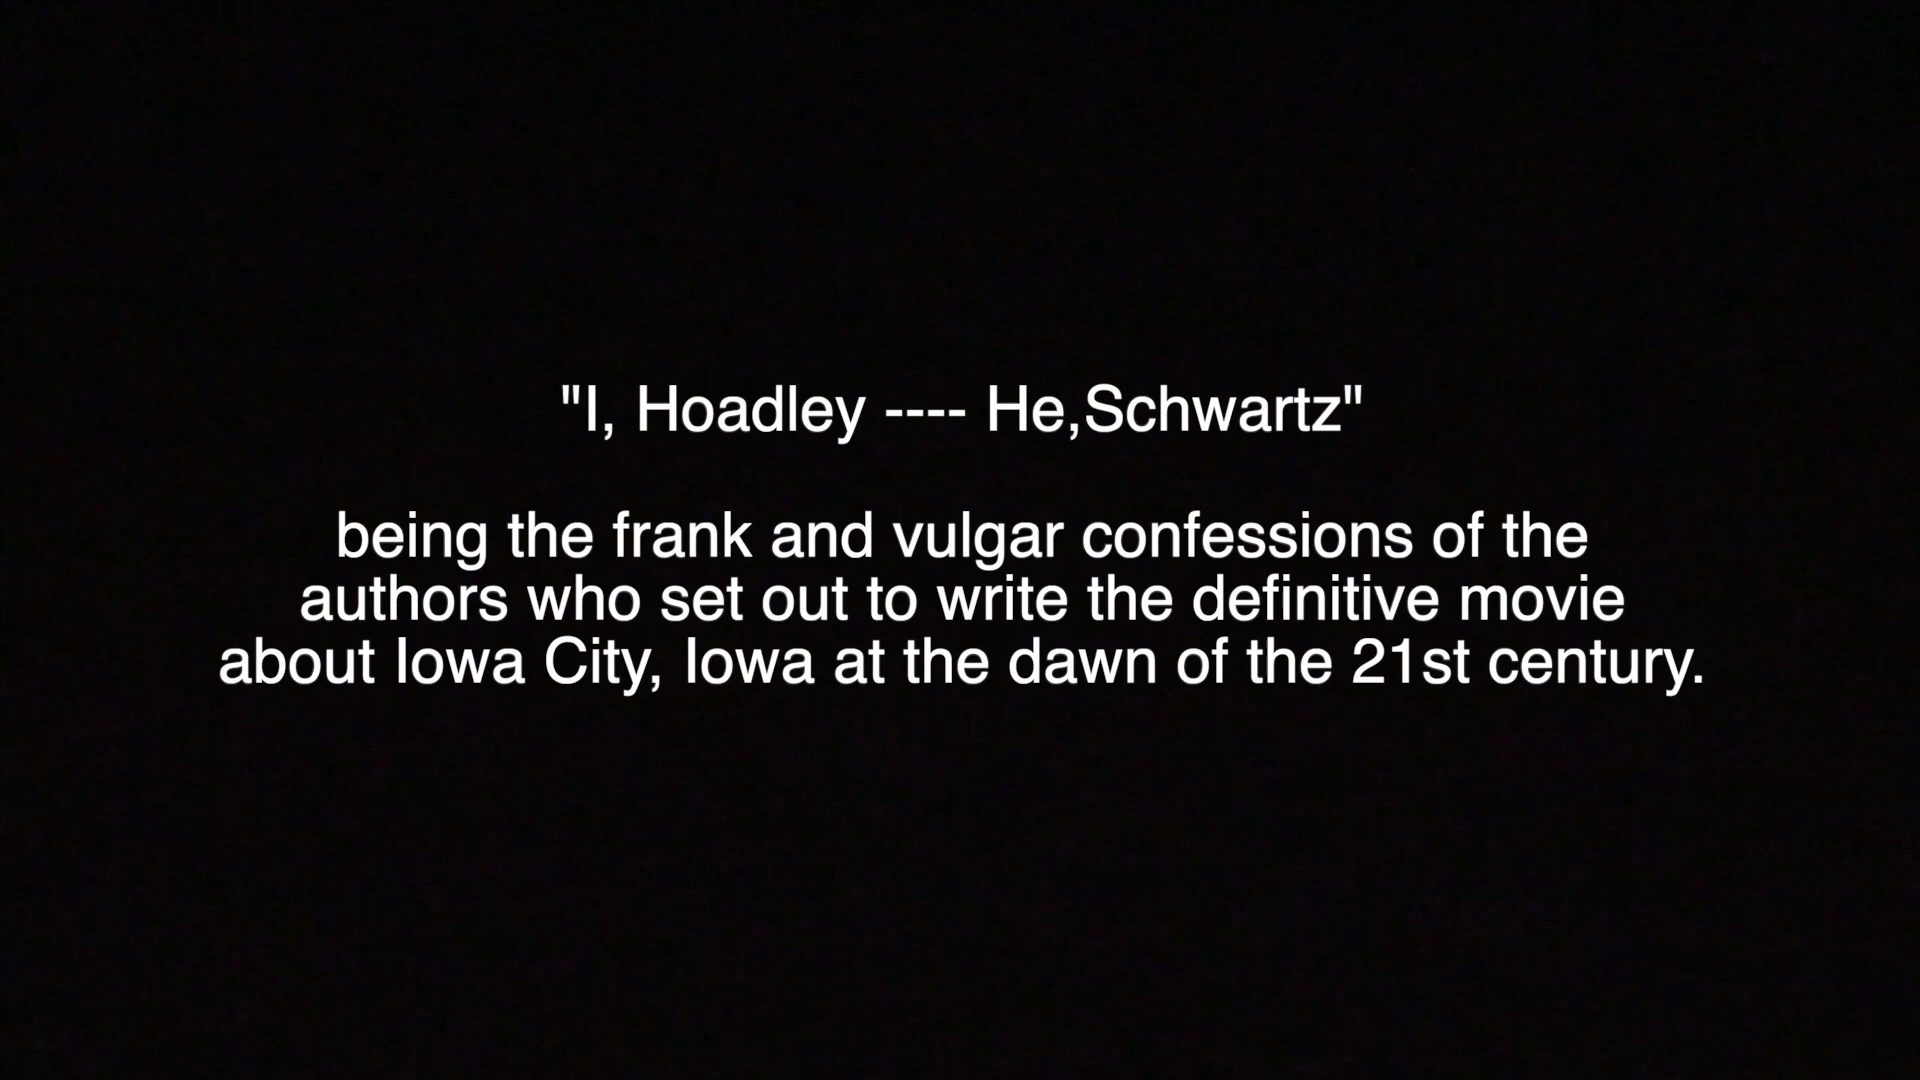 "I, Hoadley ---- He,Schwartz"
being the frank and vulgar confessions of the
authors who set out to write the definitive movie
about Iowa City, Iowa at the dawn of the 21st century.